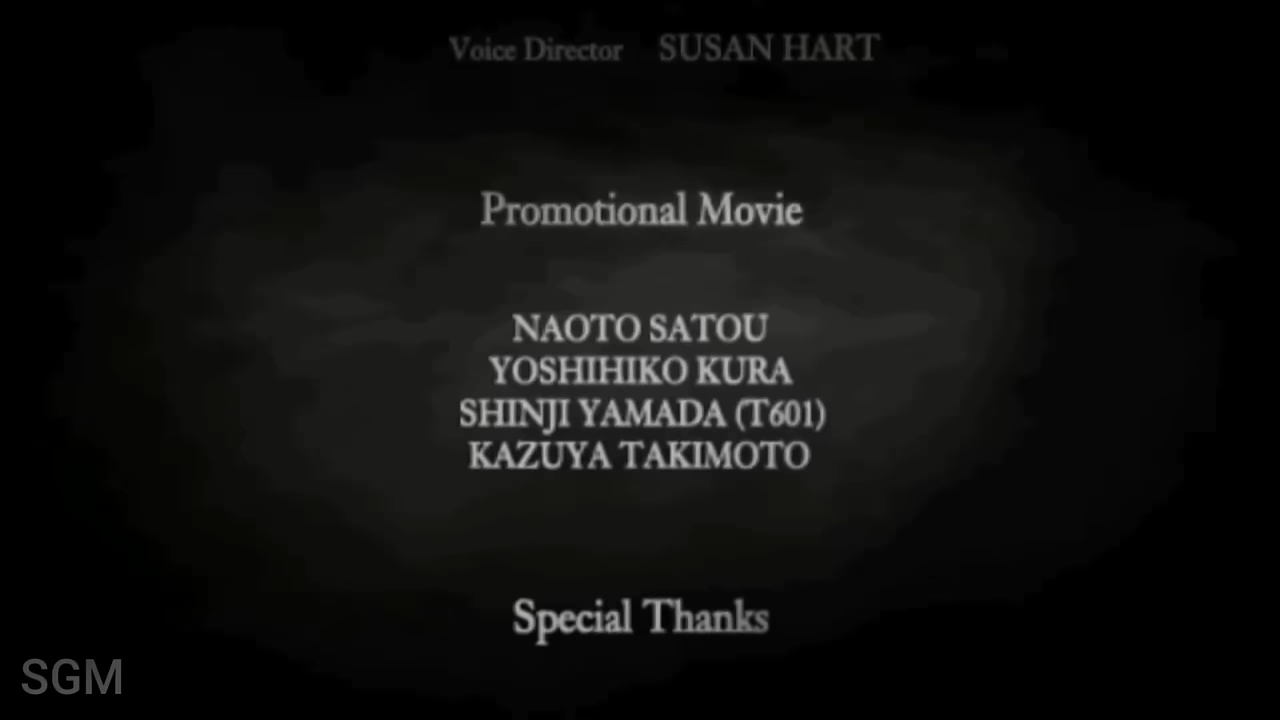 Voice Director SUSAN HART
Promotional Movie
NAOTO SATOU
YOSHIHIKO KURA
SHINJI YAMADA (T601)
KAZUYA TAKIMOTO
Special Thanks
SGM